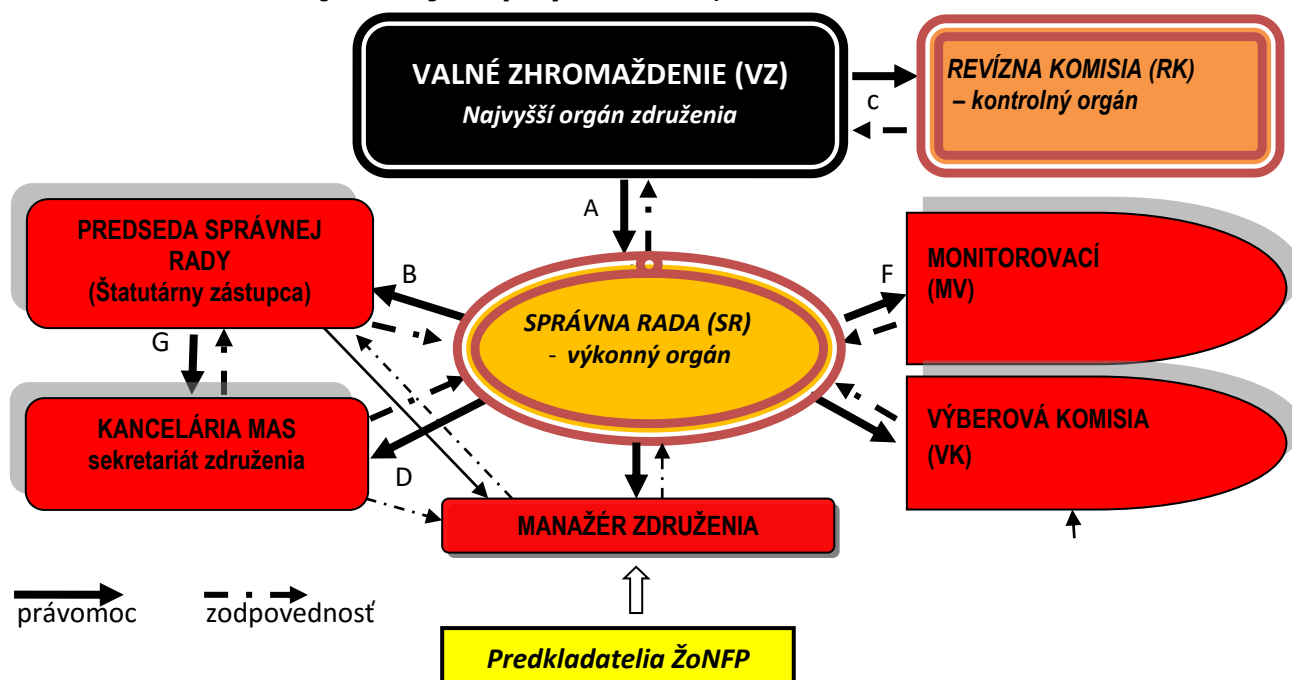 VALNÉ ZHROMAŽDENIE (VZ)
Najvyšší orgán združenia
REVÍZNA KOMISIA (RK)
– kontrolný orgán
c
A
PREDSEDA SPRÁVNEJ
RADY
(Štatutárny zástupca)
B
F
MONITOROVACÍ
(MV)
SPRÁVNA RADA (SR)
- výkonný orgán
G
KANCELÁRIA MAS
sekretariát združenia
VÝBEROVÁ KOMISIA
(VK)
D
MANAŽÉR ZDRUŽENIA
právomoc
zodpovednosť
Predkladatelia ŽoNFP